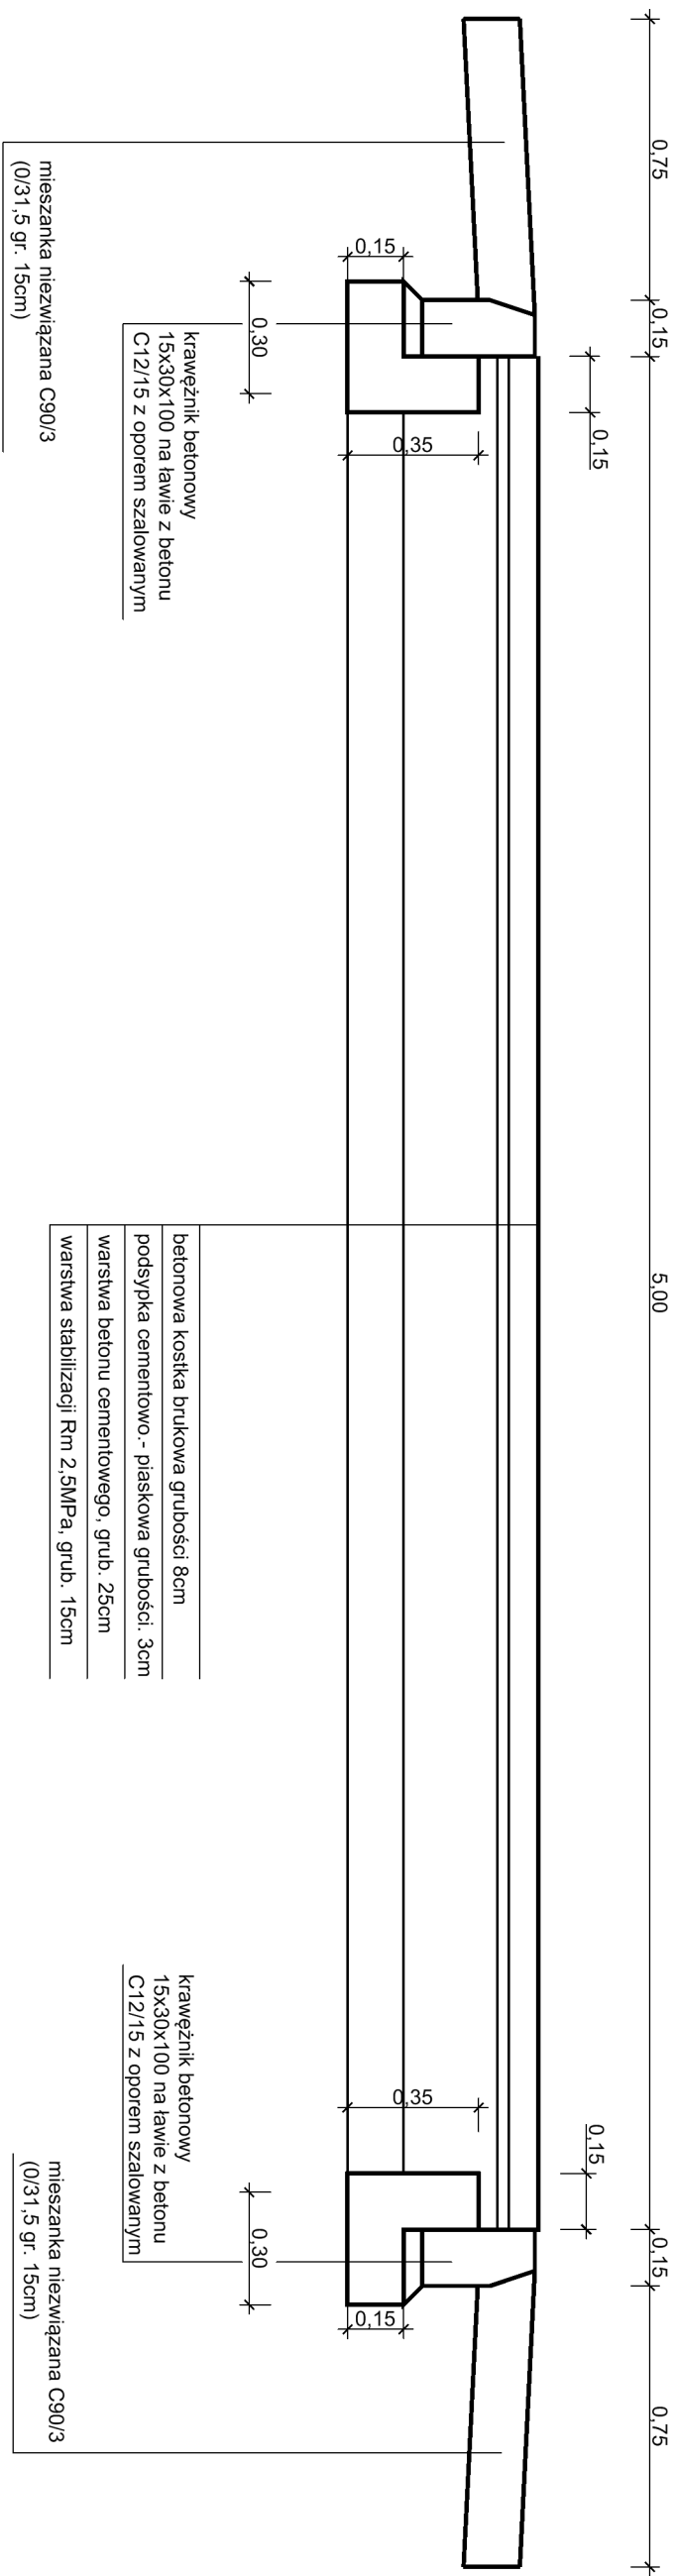 0,75
0,15
5,00
0,15
0,75
0,15
0,15
0,15
0,35
0,30
0,35
0,30
0,15
krawężnik betonowy
15x30x100 na ławie z betonu
C12/15 z oporem szalowanym
mieszanka niezwiązana C90/3
(0/31,5 gr. 15cm)
betonowa kostka brukowa grubości 8cm
podsypka cementowo.- piaskowa grubości. 3cm
warstwa betonu cementowego, grub. 25cm
warstwa stabilizacji Rm 2,5MPa, grub. 15cm
krawężnik betonowy
15x30x100 na ławie z betonu
C12/15 z oporem szalowanym
mieszanka niezwiązana C90/3
(0/31,5 gr. 15cm)